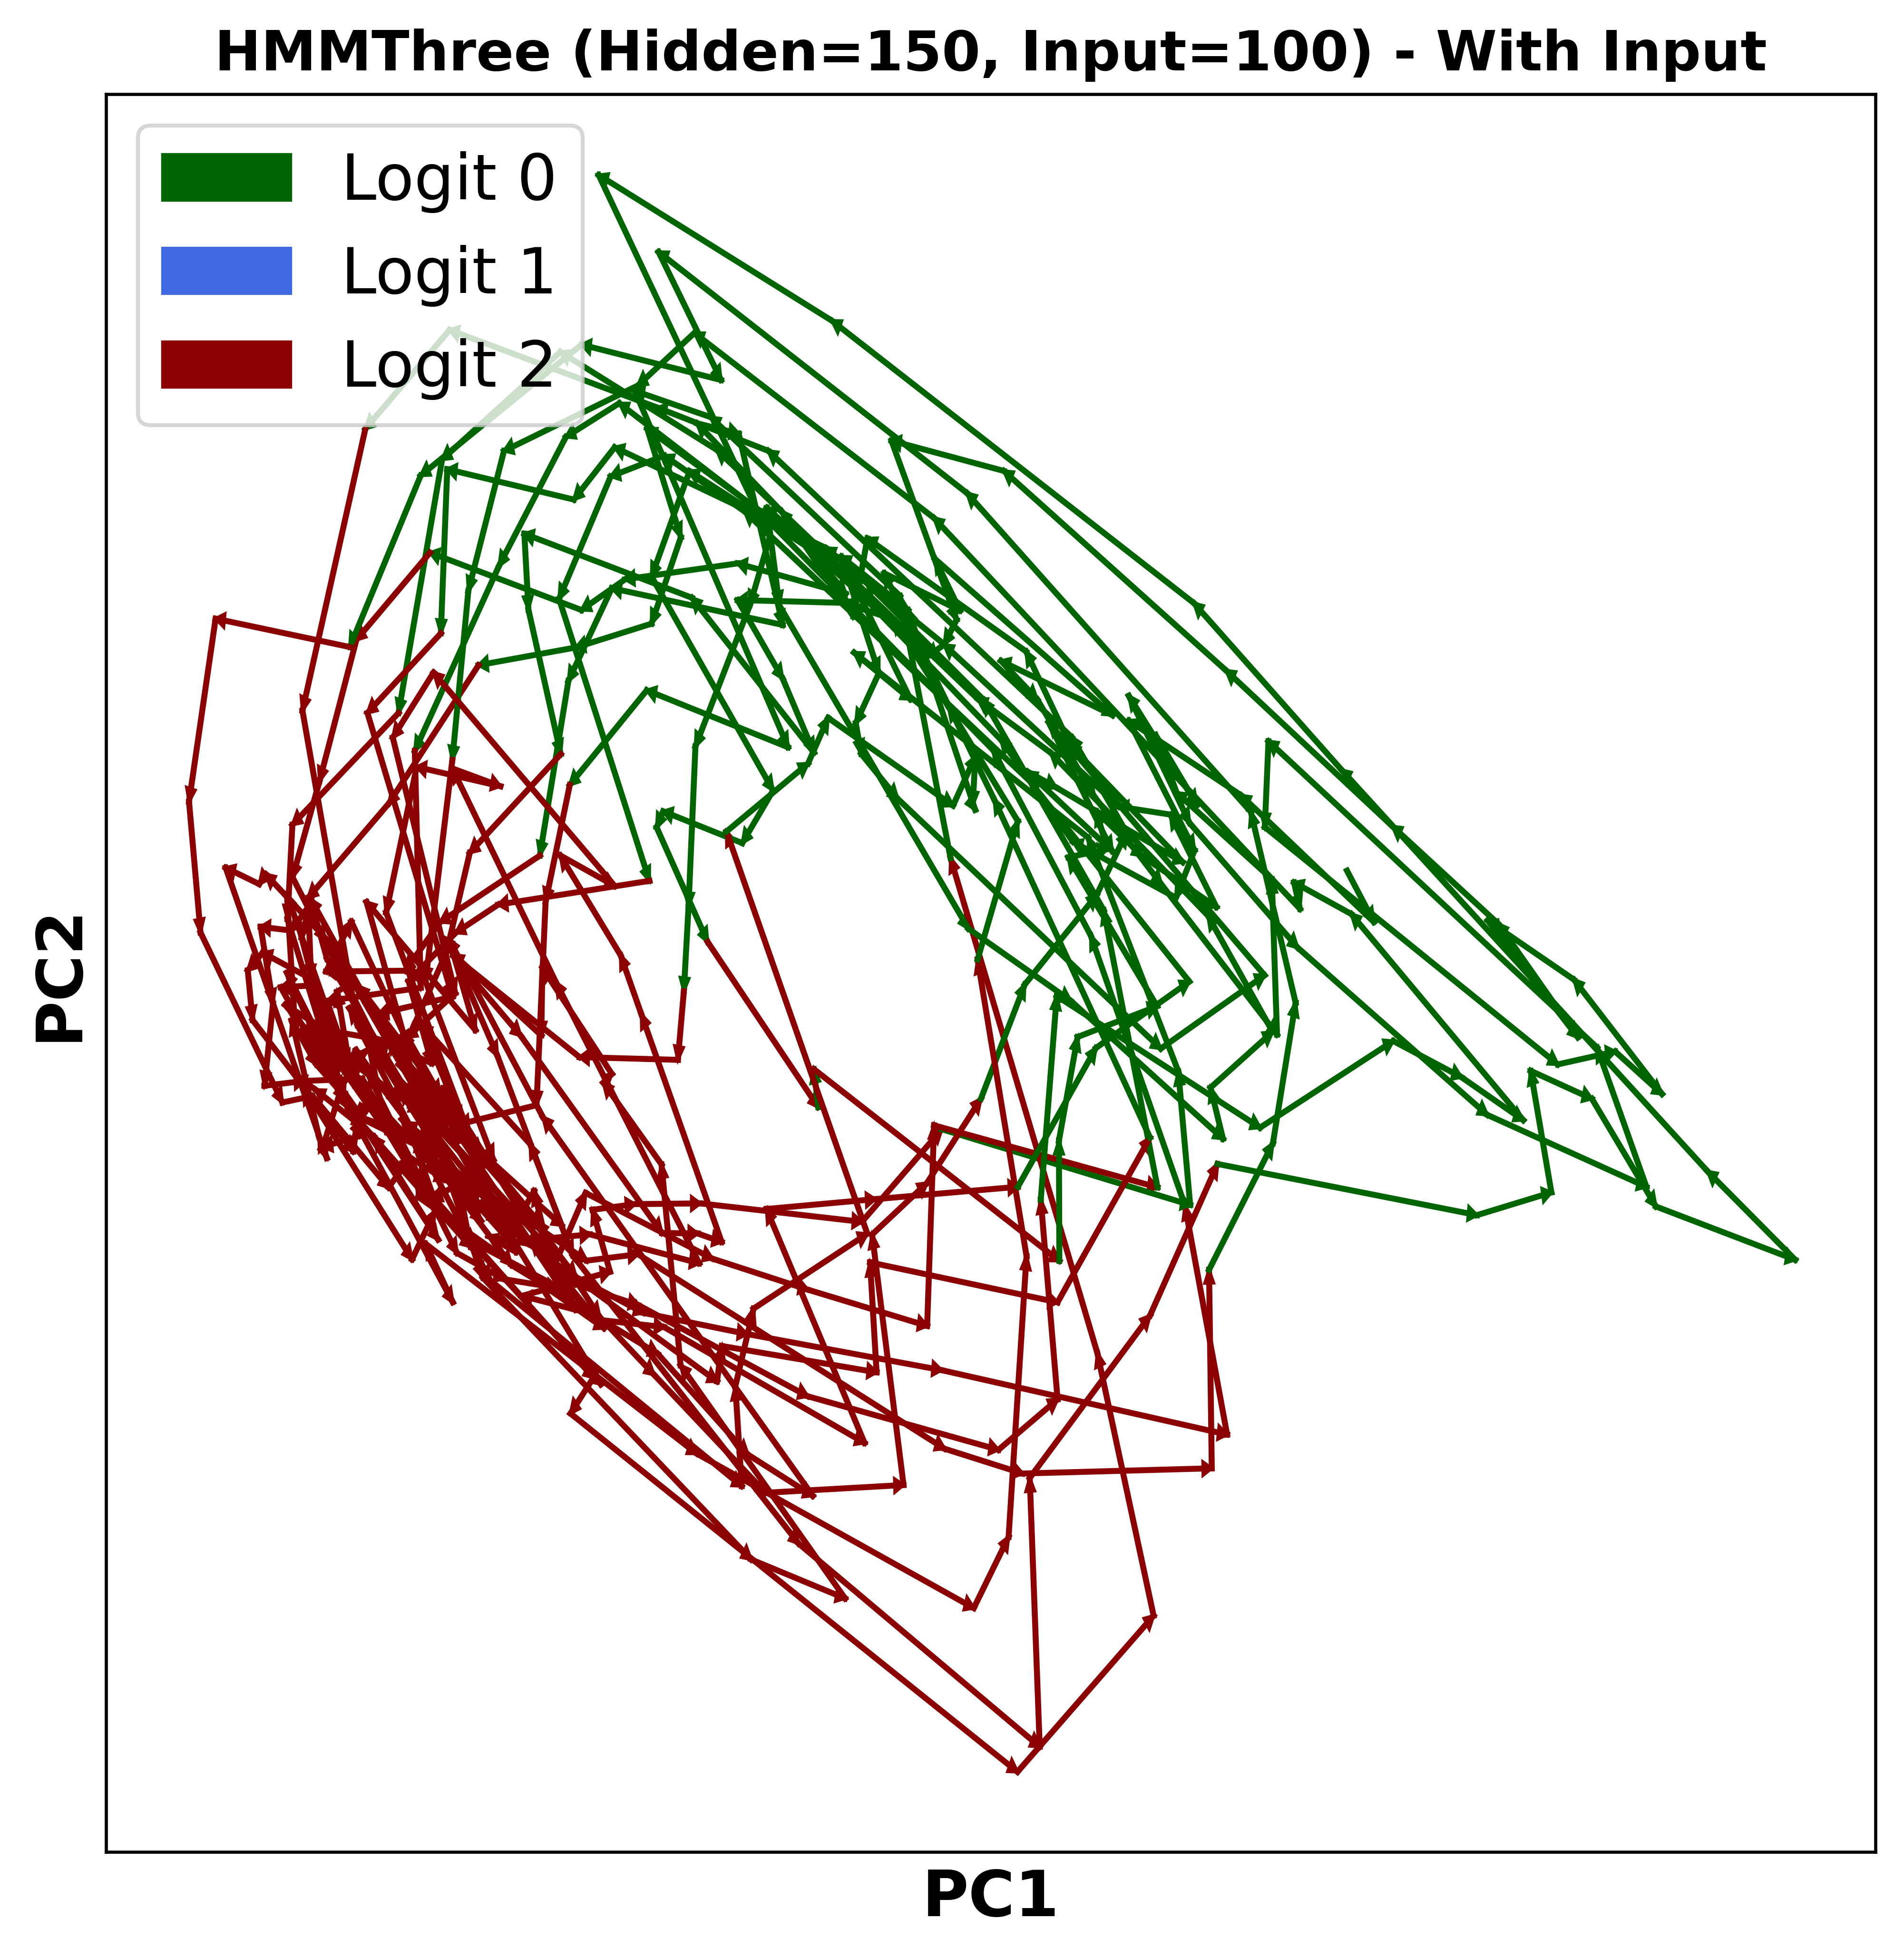 HMMThree (Hidden=150, Input=100) - With Input
Logit 0
Logit 1
Logit 2
PC2
PC1